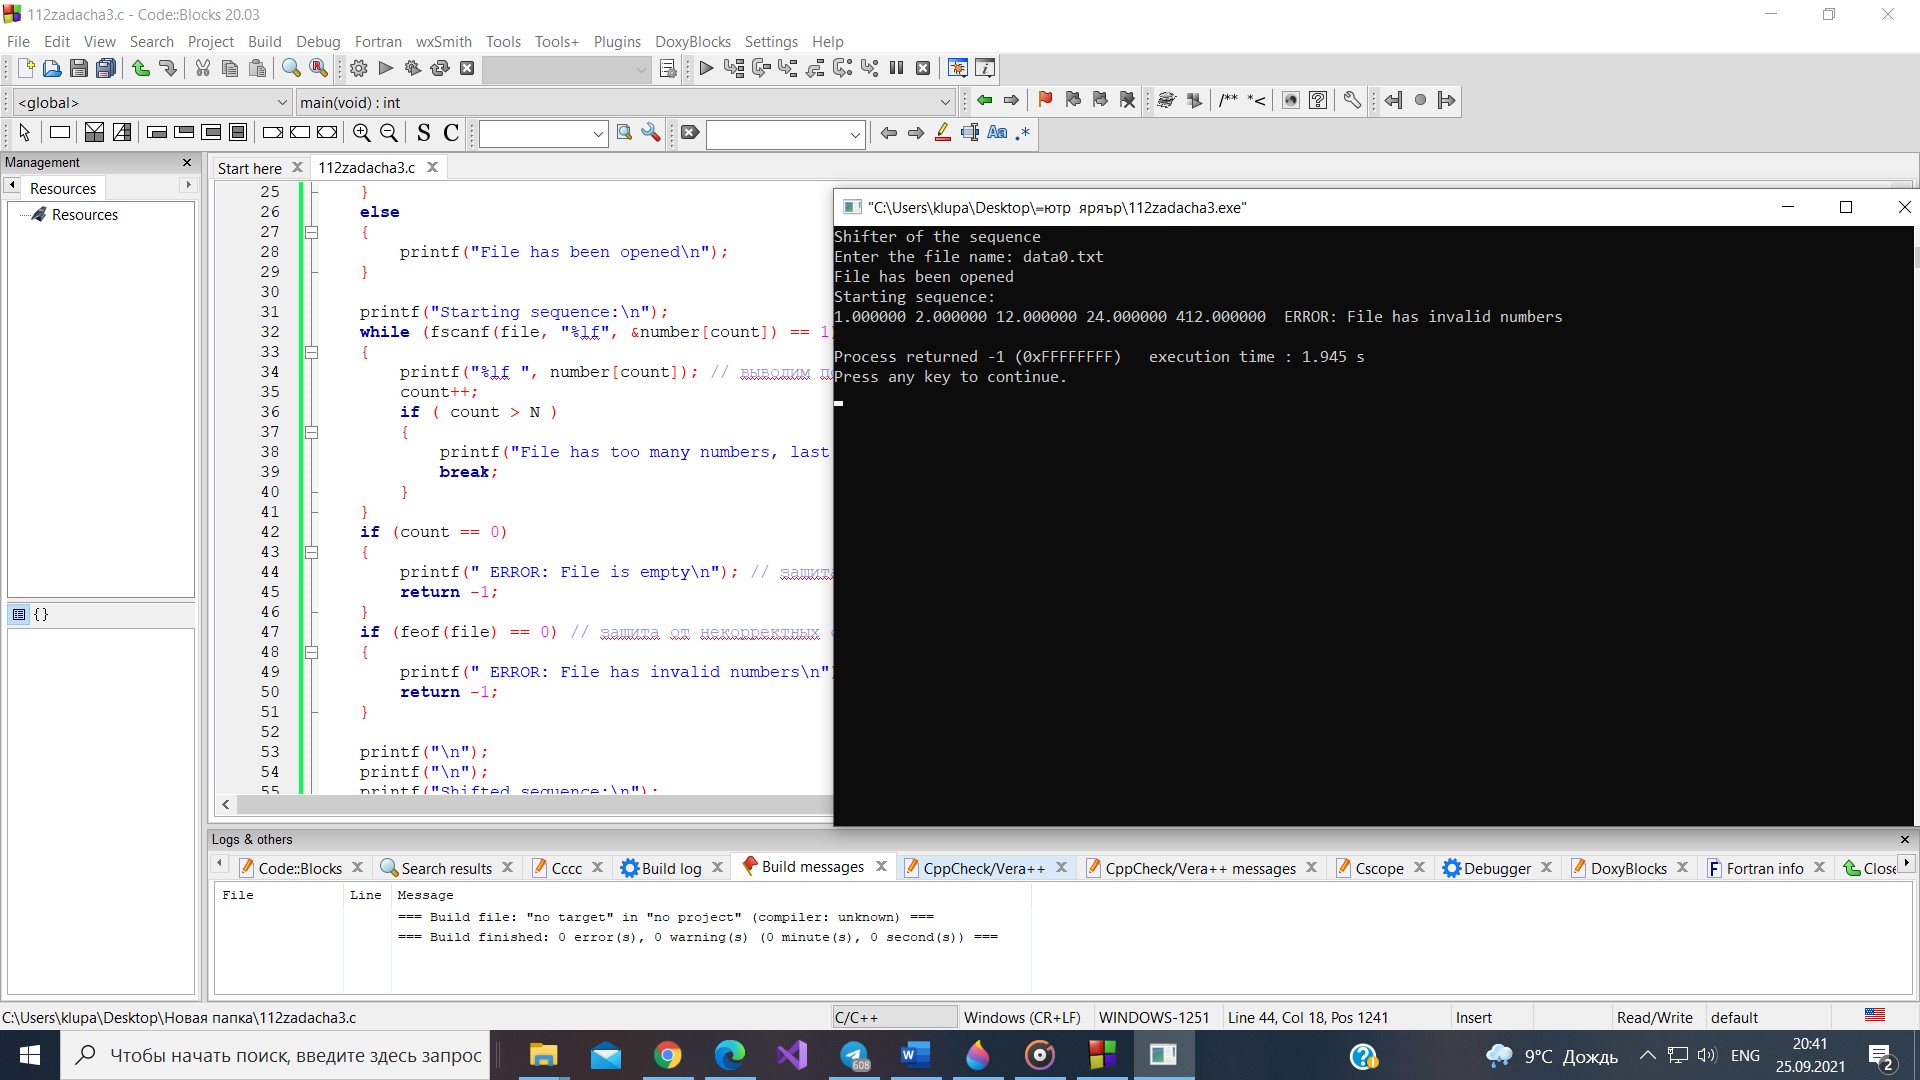 112zadacha3.c - Code::Blocks 20.03
File Edit View Search Project Build Debug Fortran wxSmith Tools Tools+ Plugins DoxyBlocks Settings Help
<global> main(void) : int
/** *<
S C Aa .*
Management
Resources
Resources
{}
Start here 112zadacha3.c
25 }
26 else
27 {
28 printf("File has been opened\n");
29 }
30
31 printf("Starting sequence:\n");
32 while (fscanf(file, "%lf", &number[count]) == 1)
33 {
34 printf("%lf ", number[count]); // выводим
35 count++;
36 if ( count > N )
37 {
38 printf("File has too many numbers, last
39 break;
40 }
41 }
42 if (count == 0)
43 {
44 printf(" ERROR: File is empty\n"); // защита
45 return -1;
46 }
47 if (feof(file) == 0) // защита от некорректных
48 {
49 printf(" ERROR: File has invalid numbers\n")
50 return -1;
51 }
52
53 printf("\n");
54 printf("\n");
55 printf("Shifted sequence:\n");
"C:\Users\klupa\Desktop\=ютр яряър\112zadacha3.exe"
Shifter of the sequence
Enter the file name: data0.txt
File has been opened
Starting sequence:
1.000000 2.000000 12.000000 24.000000 412.000000 ERROR: File has invalid numbers
Process returned -1 (0xFFFFFFFF) execution time : 1.945 s
Press any key to continue.
Logs & others
Code::Blocks Search results Cccc Build log Build messages CppCheck/Vera++ CppCheck/Vera++ messages Cscope Debugger DoxyBlocks Fortran info Close
File Line Message
=== Build file: "no target" in "no project" (compiler: unknown) ===
=== Build finished: 0 error(s), 0 warning(s) (0 minute(s), 0 second(s)) ===
C:\Users\klupa\Desktop\Новая папка\112zadacha3.c C/C++ Windows (CR+LF) WINDOWS-1251 Line 44, Col 18, Pos 1241 Insert Read/Write default
Чтобы начать поиск, введите здесь запрос 608 9°C Дождь ENG 20:41
25.09.2021 2